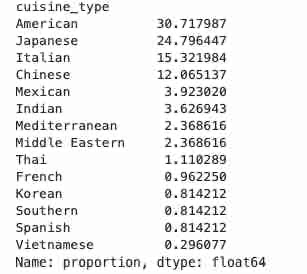 cuisine_type
American 30.717987
Japanese 24.796447
Italian 15.321984
Chinese 12.065137
Mexican 3.923020
Indian 3.626943
Mediterranean 2.368616
Middle Eastern 2.368616
Thai 1.110289
French 0.962250
Korean 0.814212
Southern 0.814212
Spanish 0.814212
Vietnamese 0.296077
Name: proportion, dtype: float64